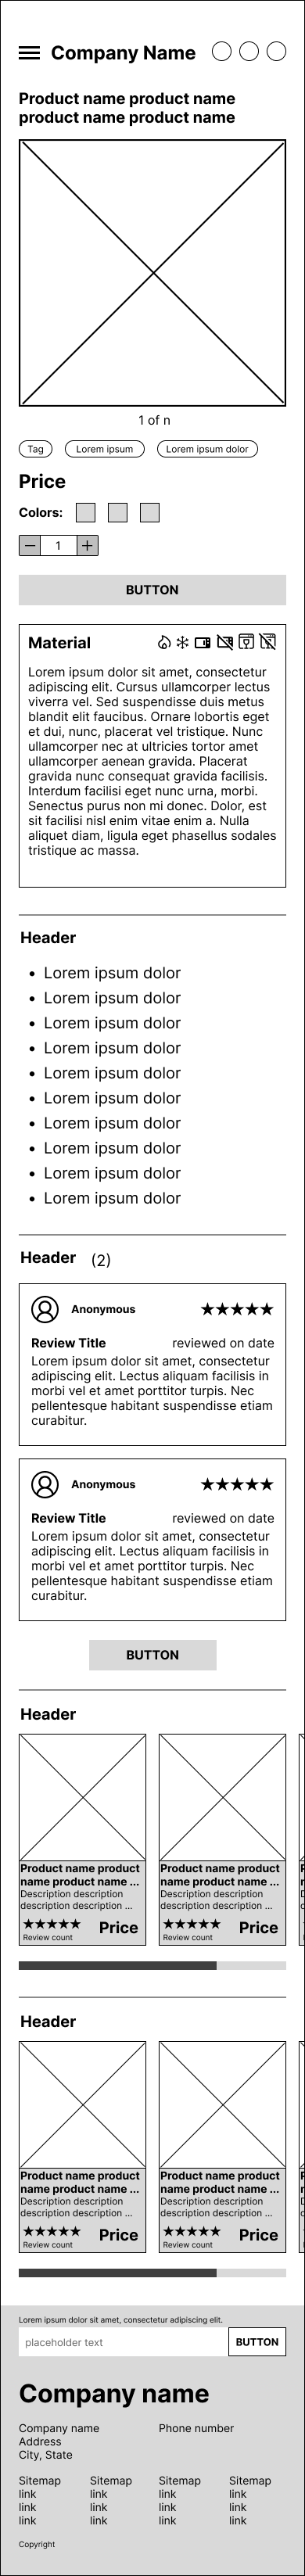 Company Name
Product name product name
product name product name
1 of n
Tag
Lorem ipsum
Lorem ipsum dolor
Price
Colors:
1
BUTTON
Material
Lorem ipsum dolor sit amet, consectetur
adipiscing elit. Cursus ullamcorper lectus
viverra vel. Sed suspendisse duis metus
blandit elit faucibus. Ornare lobortis eget
et dui, nunc, placerat vel tristique. Nunc
ullamcorper nec at ultricies tortor amet
ullamcorper aenean gravida. Placerat
gravida nunc consequat gravida facilisis.
Interdum facilisi eget nunc urna, morbi.
Senectus purus non mi donec. Dolor, est
sit facilisi nisl enim vitae enim a. Nulla
aliquet diam, ligula eget phasellus sodales
tristique ac massa.
Header
• Lorem ipsum dolor
• Lorem ipsum dolor
• Lorem ipsum dolor
• Lorem ipsum dolor
• Lorem ipsum dolor
• Lorem ipsum dolor
• Lorem ipsum dolor
• Lorem ipsum dolor
• Lorem ipsum dolor
• Lorem ipsum dolor
Header (2)
Anonymous
Review Title reviewed on date
Lorem ipsum dolor sit amet, consectetur
adipiscing elit. Lectus aliquam facilisis in
morbi vel et amet porttitor turpis. Nec
pellentesque habitant suspendisse etiam
curabitur.
Anonymous
Review Title reviewed on date
Lorem ipsum dolor sit amet, consectetur
adipiscing elit. Lectus aliquam facilisis in
morbi vel et amet porttitor turpis. Nec
pellentesque habitant suspendisse etiam
curabitur.
BUTTON
Header
Product name product
name product name ...
Description description
description description ...
Price
Review count
Product name product
name product name ...
Description description
description description ...
Price
Review count
Header
Product name product
name product name ...
Description description
description description ...
Price
Review count
Product name product
name product name ...
Description description
description description ...
Price
Review count
Lorem ipsum dolor sit amet, consectetur adipiscing elit.
placeholder text
BUTTON
Company name
Company name Phone number
Address
City, State
Sitemap Sitemap Sitemap Sitemap
link link link link
link link link link
link link link link
Copyright